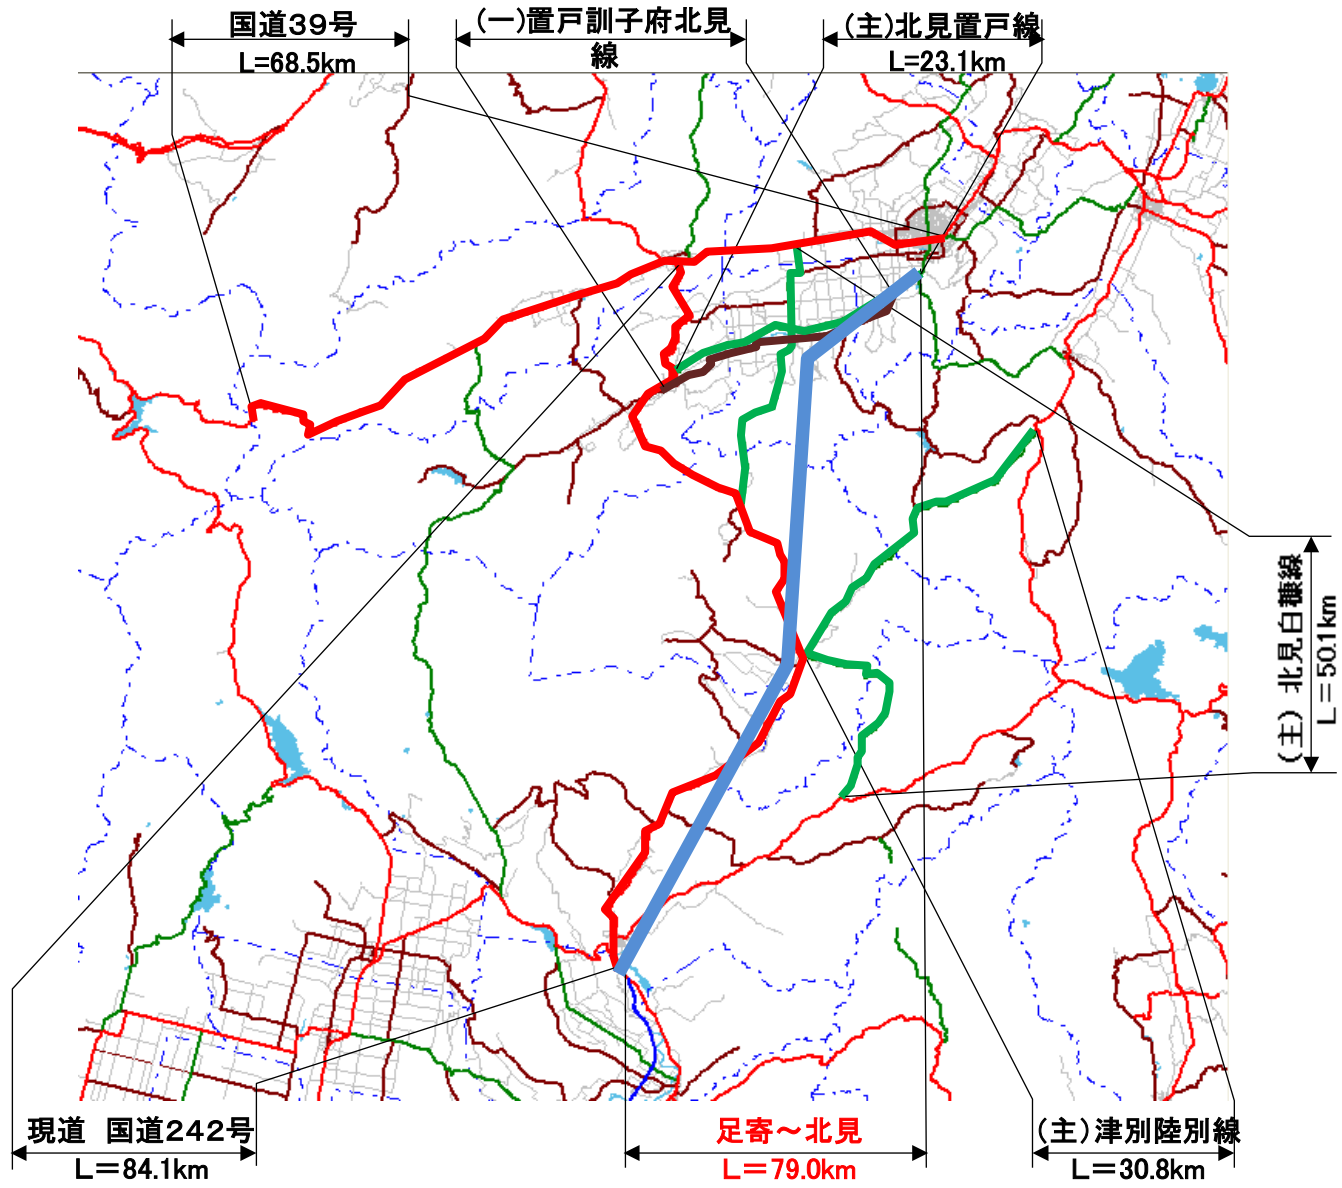 国道39号
L=68.5km
(一)置戸訓子府北見
線
(主)北見置戸線
L=23.1km
(主) 北見白糠線
L=50.1km
現道 国道242号
L=84.1km
足寄~北見
L=79.0km
(主)津別陸別線
L=30.8km